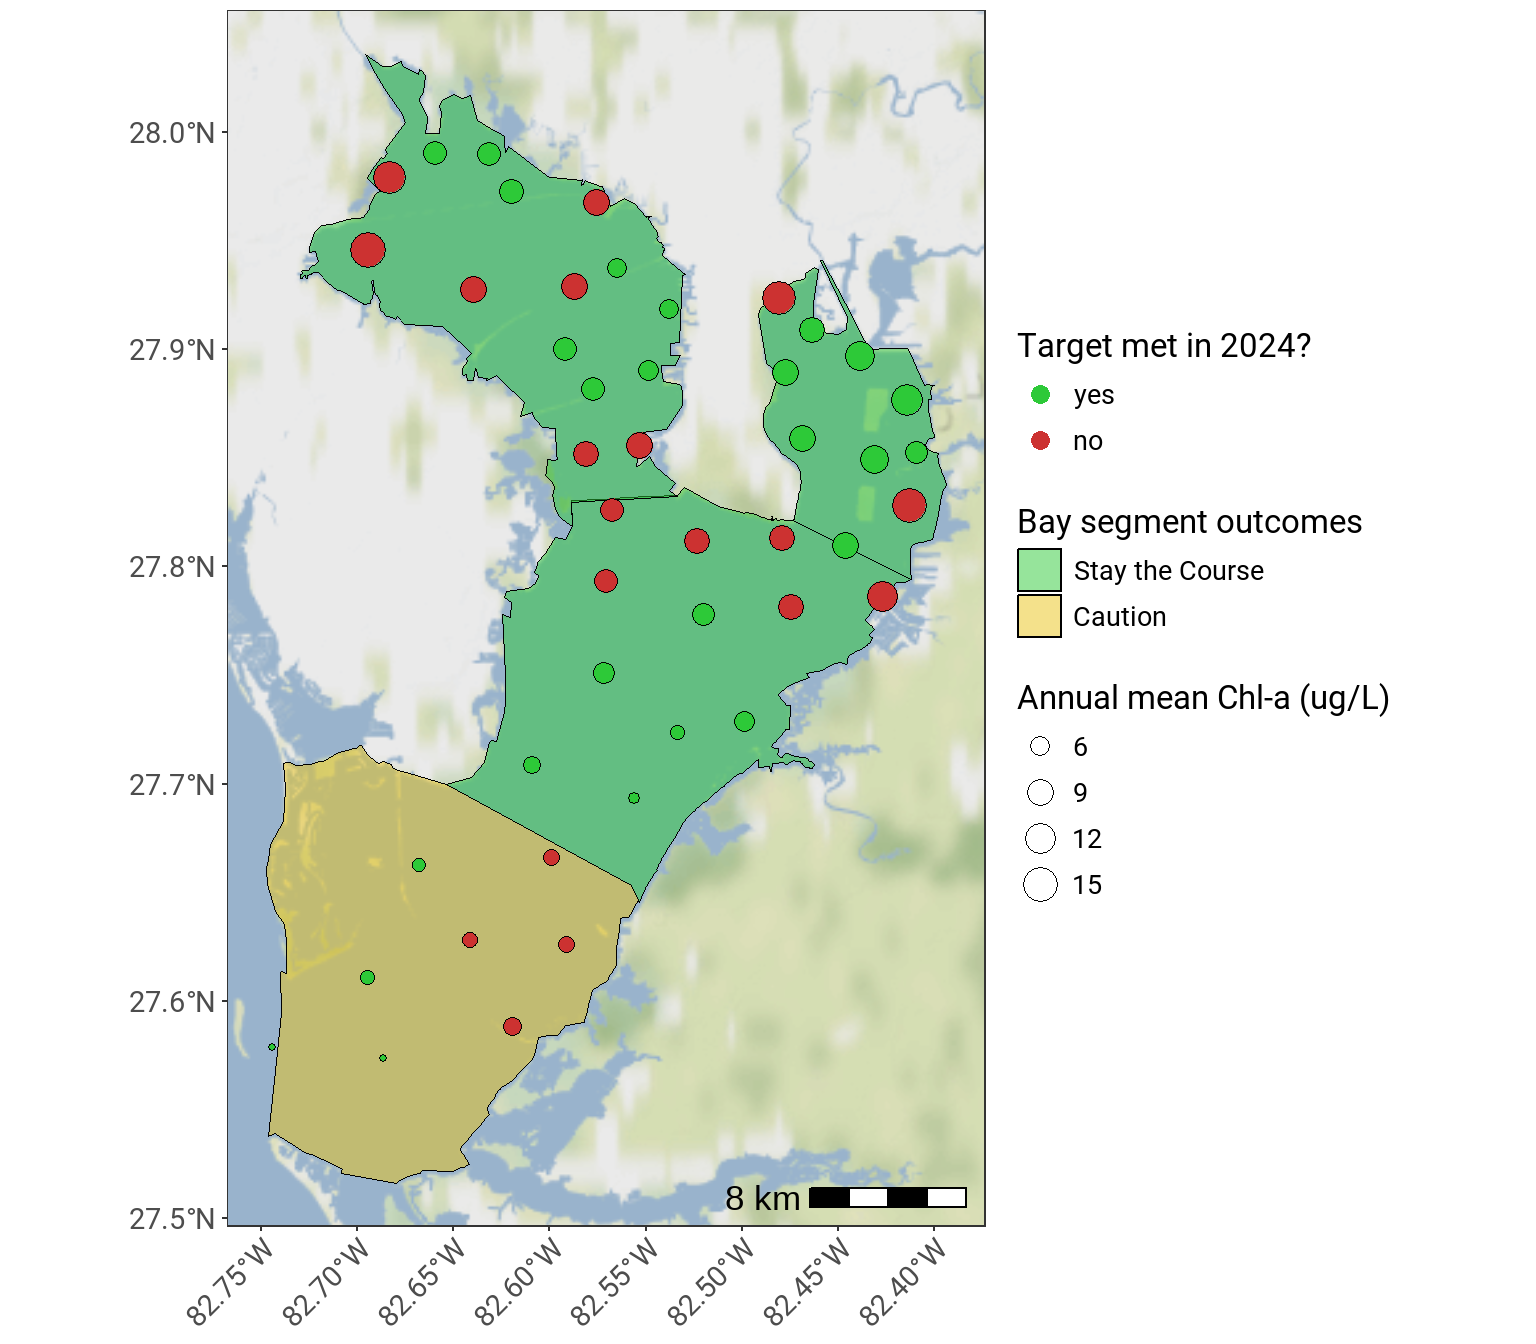 28.0°N
27.9°N
27.8°N
27.7°N
27.6°N
27.5°N
82.75°W
82.70°W
82.65°W
82.60°W
82.55°W
82.50°W
82.45°W
82.40°W
8 km
Target met in 2024?
yes
no
Bay segment outcomes
Stay the Course
Caution
Annual mean Chl-a (ug/L)
6
9
12
15